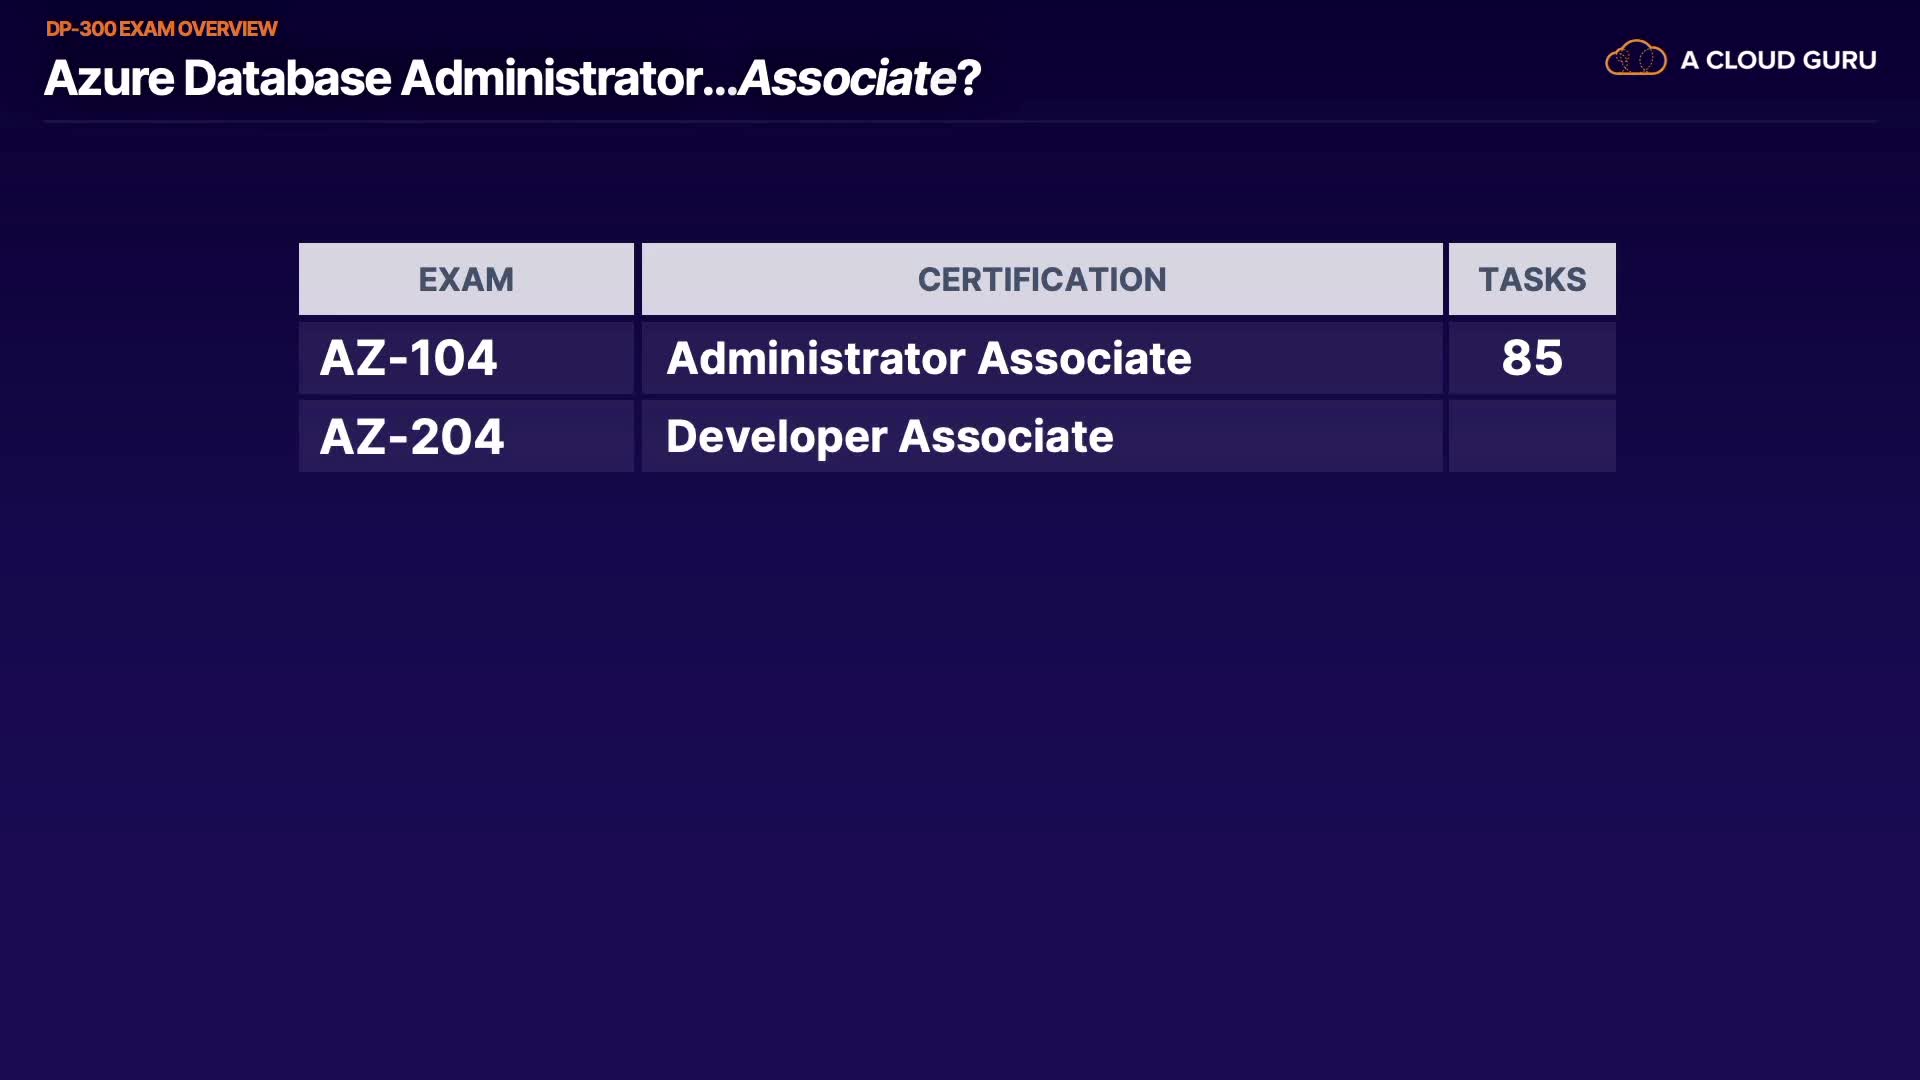 DP-300 EXAM OVERVIEW
Azure Database Administrator...Associate?
A CLOUD GURU
EXAM CERTIFICATION TASKS
AZ-104 Administrator Associate 85
AZ-204 Developer Associate